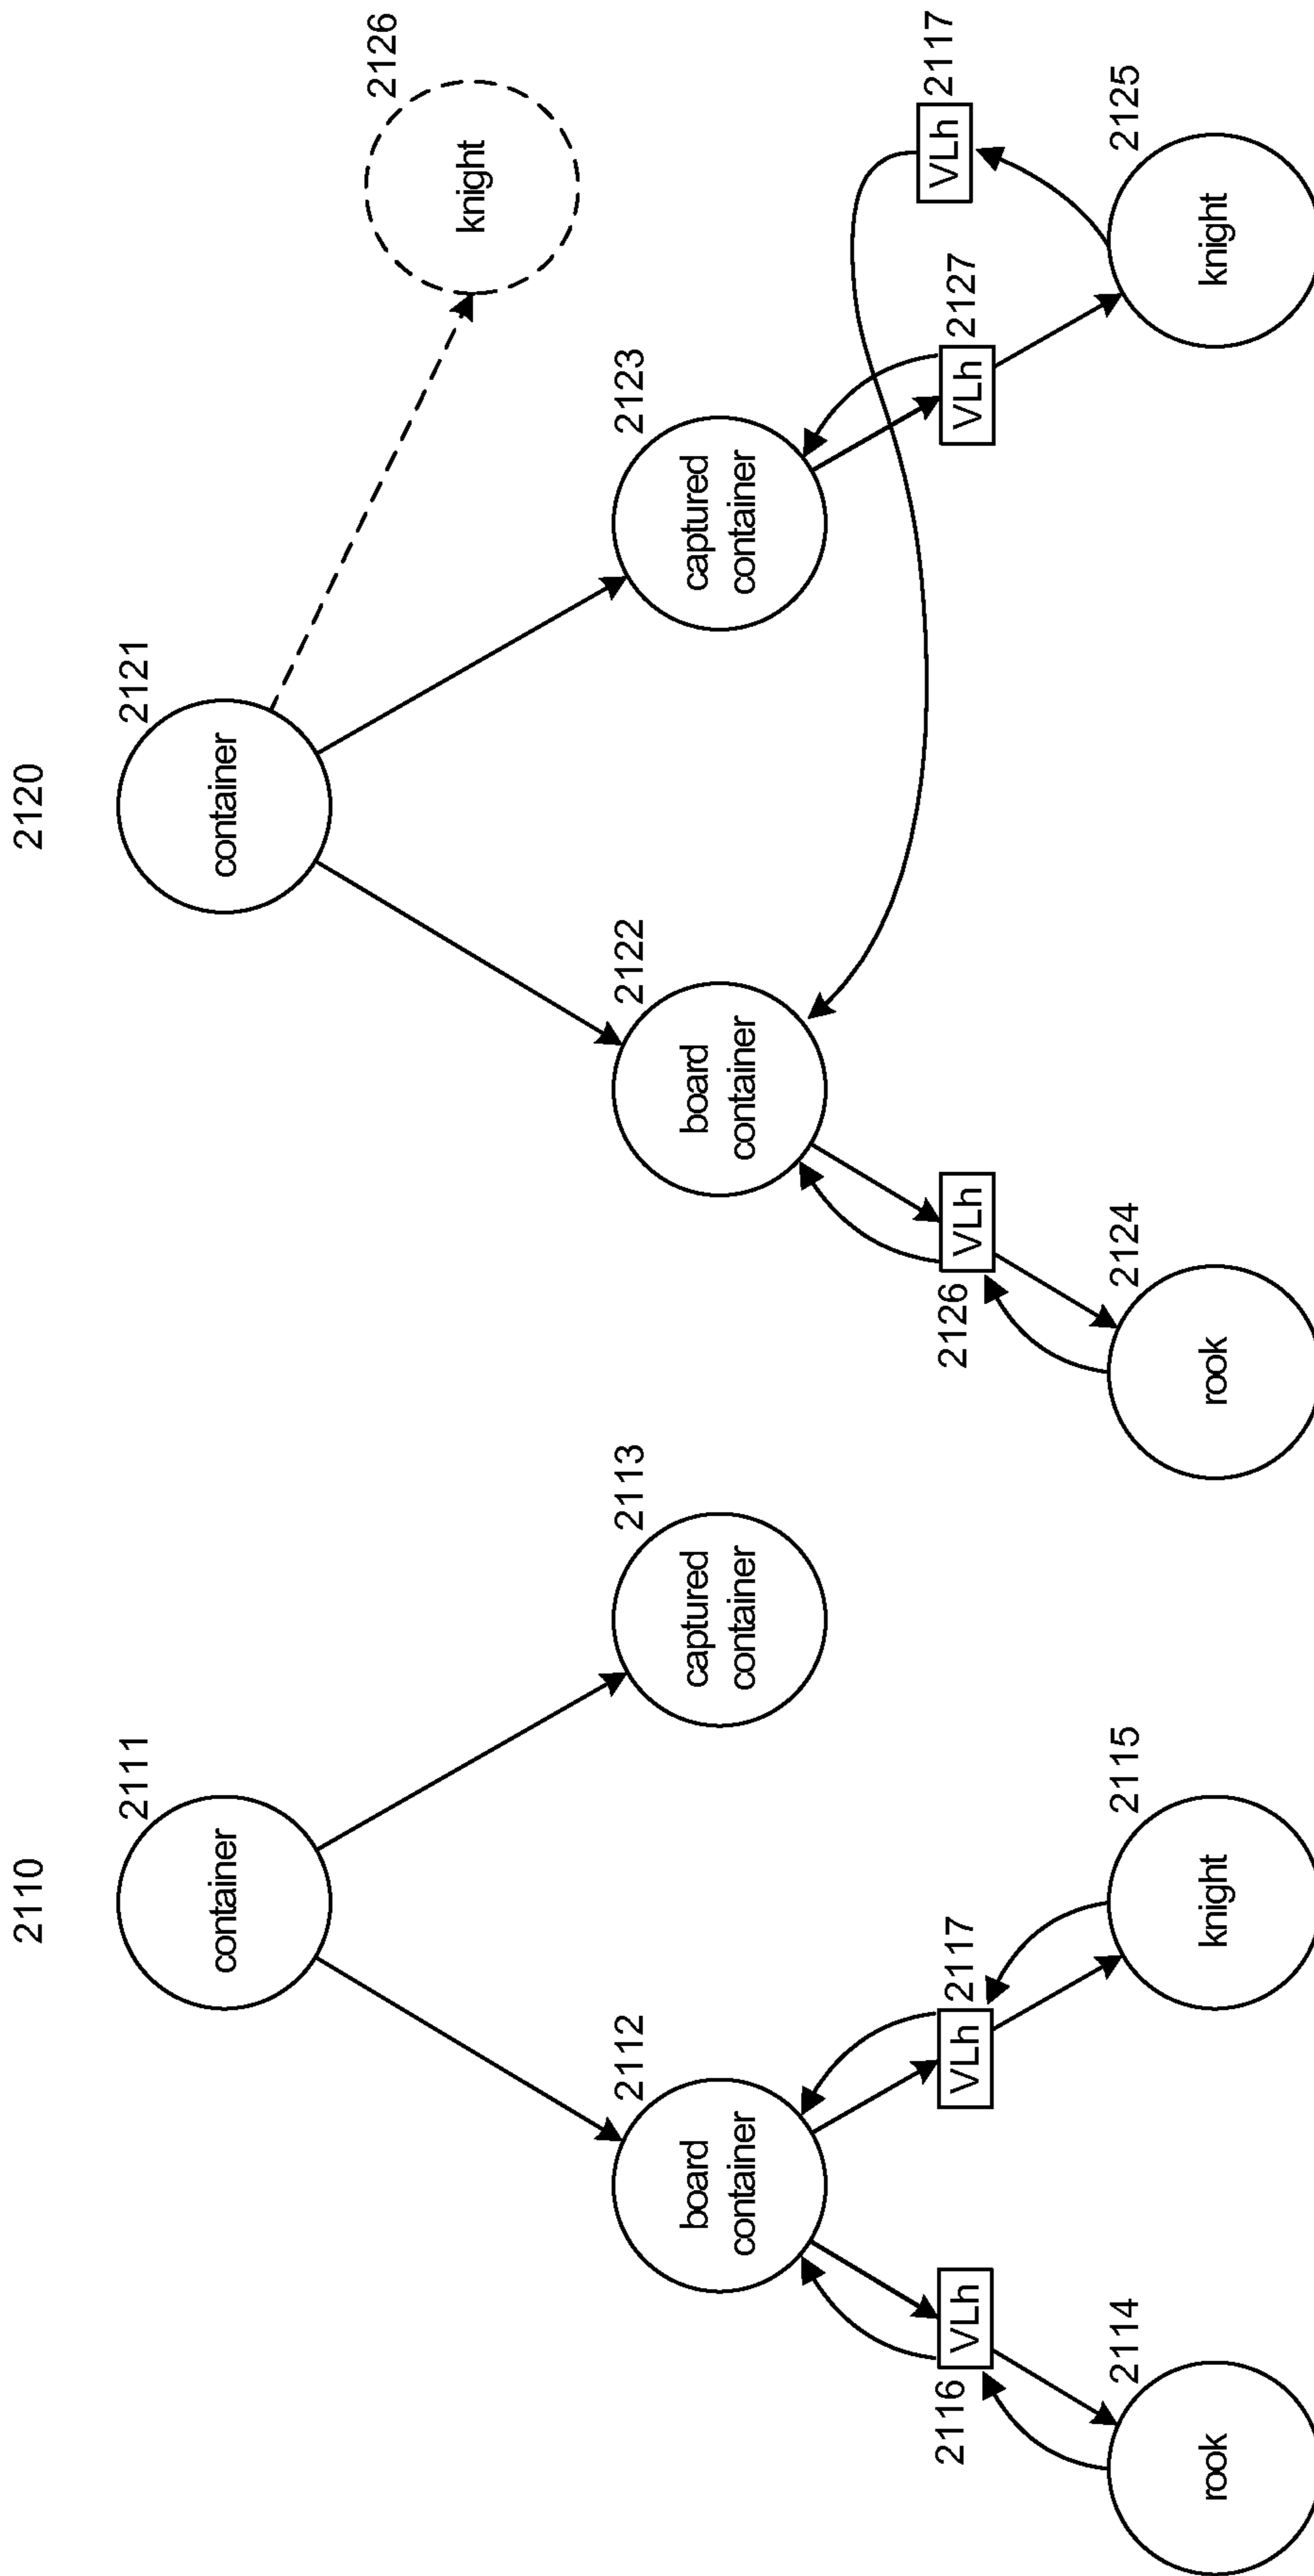 2110
2111
container
2112
board
container
2113
captured
container
2116
VLh
VLh
2117
2114
rook
2115
knight
2120
2121
container
2126
knight
2122
board
container
2123
captured
container
2126
VLh
VLh
2127
VLh
2117
2124
rook
2125
knight